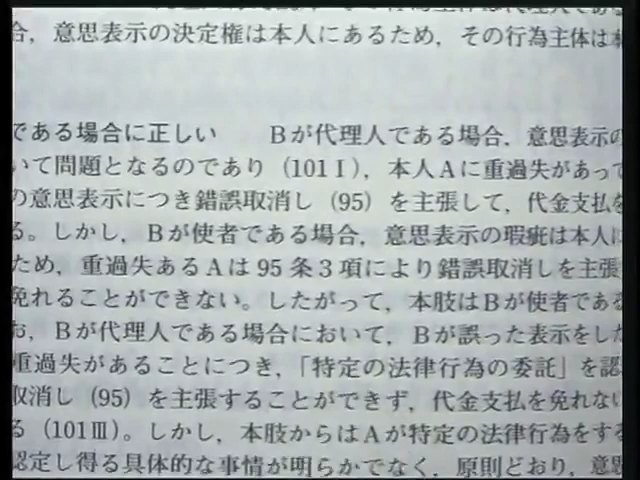 合，意思表示の決定権は本人にあるため，その行為主体は本
である場合に正しい　　Bが代理人である場合，意思表示の
いて問題となるのであり（101Ⅰ），本人Aに重過失があって
の意思表示につき錯誤取消し（95）を主張して，代金支払を
る。しかし，Bが使者である場合，意思表示の瑕疵は本人に
ため，重過失あるAは95条3項により錯誤取消しを主張
免れることができない。したがって，本肢はBが使者である
お，Bが代理人である場合において，Bが誤った表示をした
重過失があることにつき，「特定の法律行為の委託」を認
取消し（95）を主張することができず，代金支払を免れない
る（101Ⅲ）。しかし，本肢からはAが特定の法律行為をする
認定し得る具体的な事情が明らかでなく，原則どおり，意思